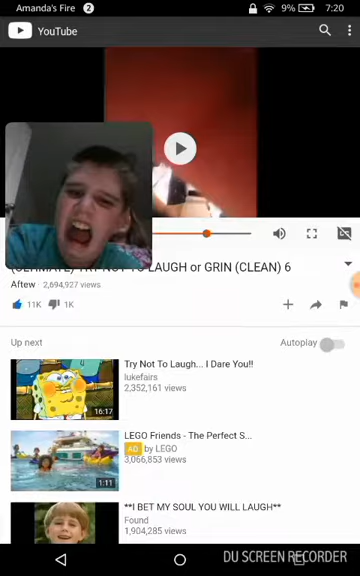 Amanda's Fire 2 9% 7:20
YouTube
(ULTIMATE) TRY NOT TO LAUGH or GRIN (CLEAN) 6
Aftew · 2,694,927 views
11K 1K
Up next Autoplay
Try Not To Laugh... I Dare You!!
lukefairs
2,352,161 views
16:17
LEGO Friends - The Perfect S...
AD by LEGO
3,066,853 views
1:11
**I BET MY SOUL YOU WILL LAUGH**
Found
1,904,285 views
DU SCREEN RECORDER